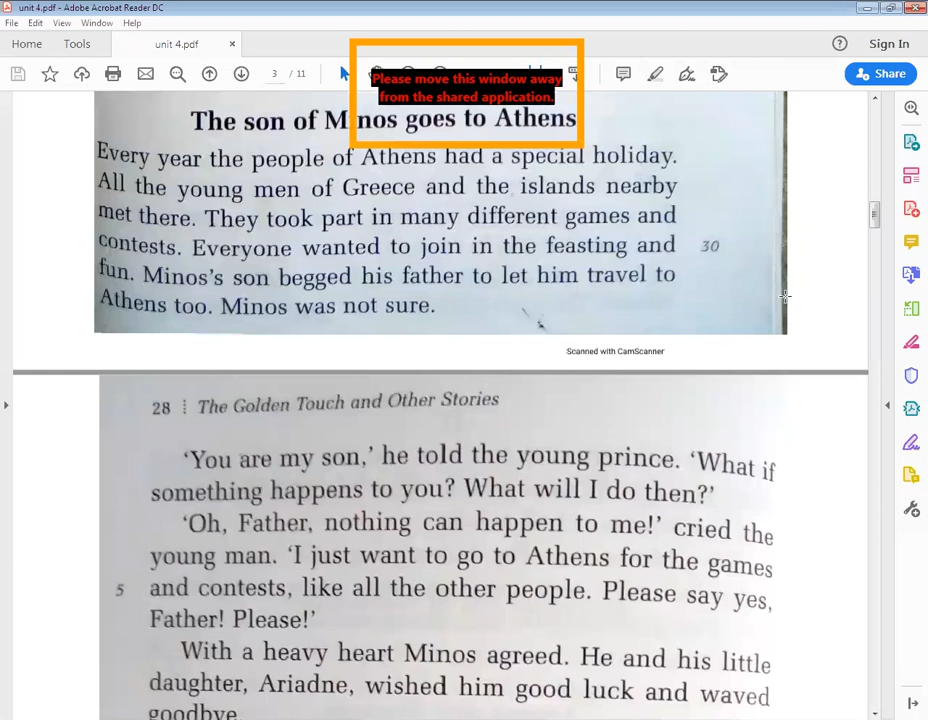 unit 4.pdf - Adobe Acrobat Reader DC
File Edit View Window Help
Home Tools unit 4.pdf × Sign In
3 / 11 Share
Please move this window away
from the shared application.
The son of Minos goes to Athens
Every year the people of Athens had a special holiday.
All the young men of Greece and the islands nearby
met there. They took part in many different games and
contests. Everyone wanted to join in the feasting and 30
fun. Minos's son begged his father to let him travel to
Athens too. Minos was not sure.
Scanned with CamScanner
28 The Golden Touch and Other Stories
'You are my son,' he told the young prince. 'What if
something happens to you? What will I do then?'
'Oh, Father, nothing can happen to me!' cried the
young man. 'I just want to go to Athens for the games
5 and contests, like all the other people. Please say yes,
Father! Please!'
With a heavy heart Minos agreed. He and his little
daughter, Ariadne, wished him good luck and waved
goodbye.